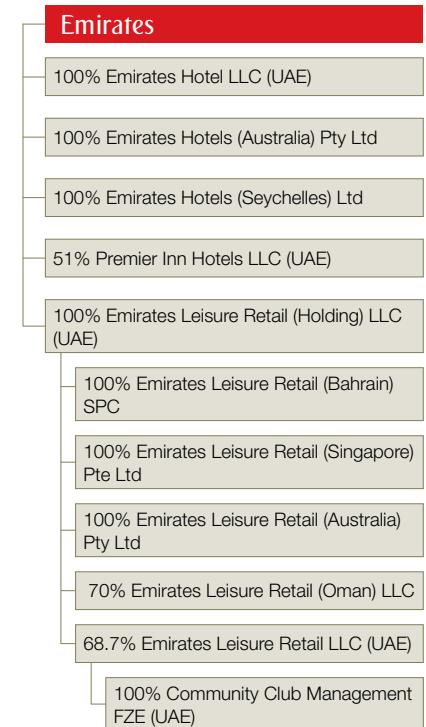 Emirates
100% Emirates Hotel LLC (UAE)
100% Emirates Hotels (Australia) Pty Ltd
100% Emirates Hotels (Seychelles) Ltd
51% Premier Inn Hotels LLC (UAE)
100% Emirates Leisure Retail (Holding) LLC
(UAE)
100% Emirates Leisure Retail (Bahrain)
SPC
100% Emirates Leisure Retail (Singapore)
Pte Ltd
100% Emirates Leisure Retail (Australia)
Pty Ltd
70% Emirates Leisure Retail (Oman) LLC
68.7% Emirates Leisure Retail LLC (UAE)
100% Community Club Management
FZE (UAE)